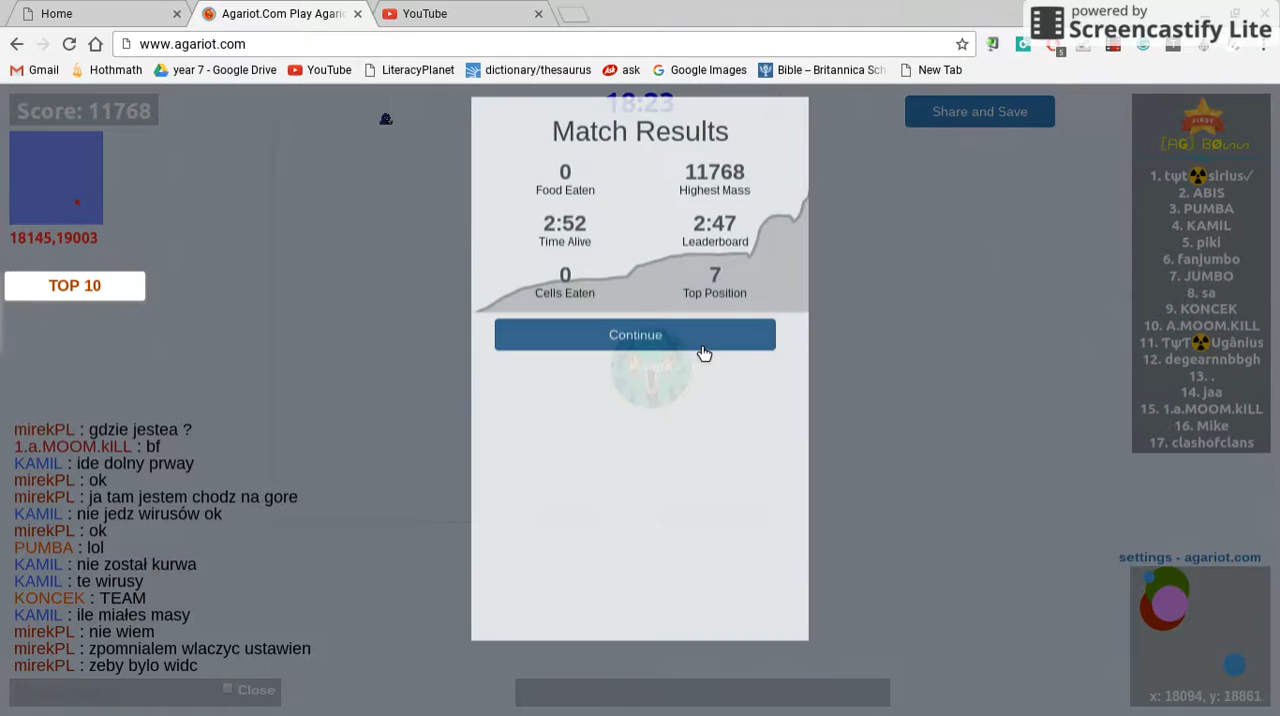 Home
Agariot.Com Play Agari
YouTube
powered by
Screencastify Lite
www.agariot.com
Gmail
Hothmath
year 7 - Google Drive
YouTube
LiteracyPlanet
dictionary/thesaurus
ask
Google Images
Bible – Britannica Sch
New Tab
Score: 11768
18:23
Share and Save
Match Results
0
Food Eaten
11768
Highest Mass
2:52
Time Alive
2:47
Leaderboard
0
Cells Eaten
7
Top Position
Continue
18145,19003
TOP 10
FIRST
1. tψt☢sirius✓
2. ABIS
3. PUMBA
4. KAMIL
5. piki
6. fanjumbo
7. JUMBO
8. sa
9. KONCEK
10. A.MOOM.KILL
11. TψT☢Ugânius
12. degearnnbbgh
13. .
14. jaa
15. 1.a.MOOM.kILL
16. Mike
17. clashofclans
mirekPL : gdzie jestea ?
1.a.MOOM.kILL : bf
KAMIL : ide dolny prway
mirekPL : ok
mirekPL : ja tam jestem chodz na gore
KAMIL : nie jedz wirusów ok
mirekPL : ok
PUMBA : lol
KAMIL : nie został kurwa
KAMIL : te wirusy
KONCEK : TEAM
KAMIL : ile miałes masy
mirekPL : nie wiem
mirekPL : zpomnialem wlaczyc ustawien
mirekPL : zeby bylo widc
Close
settings - agariot.com
x: 18094, y: 18861